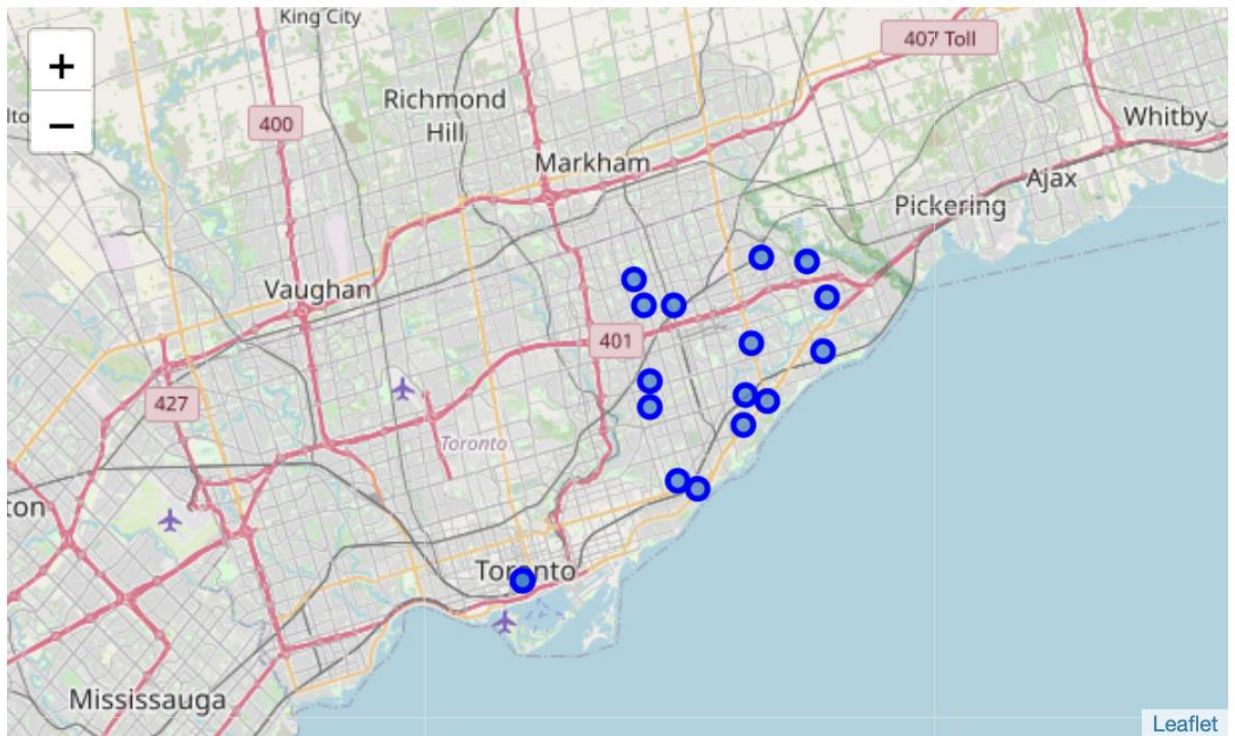 King City
+
407 Toll
Richmond
Hill
400
Whitby
lto
−
Markham
Ajax
Pickering
Vaughan
401
427
Toronto
ton
Toronto
Mississauga
Leaflet